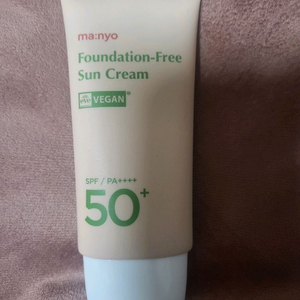 ma:nyo
Foundation-Free
Sun Cream
VEGAN
SPF / PA++++
50+